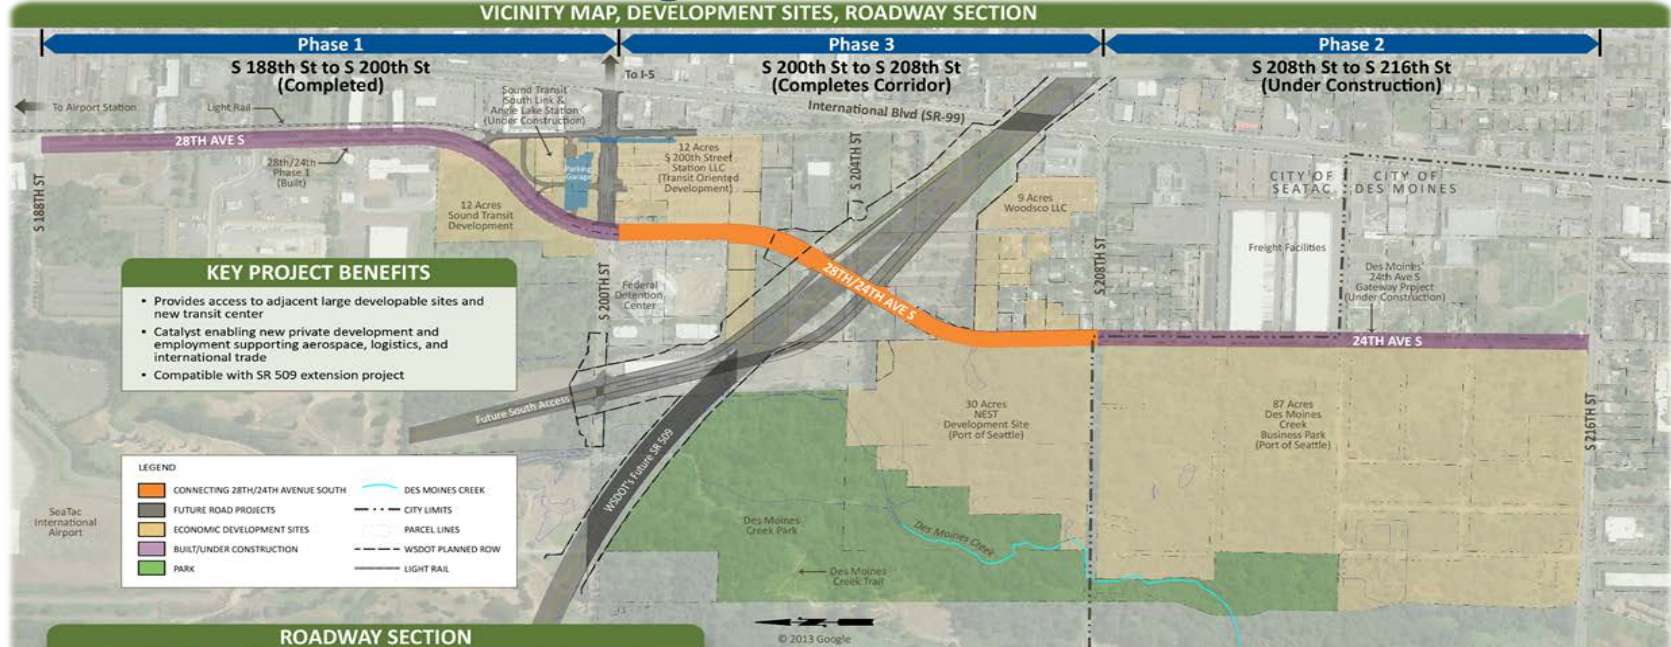 VICINITY MAP, DEVELOPMENT SITES, ROADWAY SECTION
Phase 1
S 188th St to S 200th St
(Completed)
Phase 3
S 200th St to S 208th St
(Completes Corridor)
Phase 2
S 208th St to S 216th St
(Under Construction)
To I-5
To Airport Station
Light Rail
Sound Transit
South Link &
Angle Lake Station
(Under Construction)
International Blvd (SR-99)
28TH AVE S
28th/24th
Phase 1
(Built)
Parking
Garage
12 Acres
S 200th Street
Station LLC
(Transit Oriented
Development)
S 204TH ST
CITY OF
SEATAC
CITY OF
DES MOINES
S 188TH ST
12 Acres
Sound Transit
Development
9 Acres
Woodsco LLC
Freight Facilities
S 200TH ST
Federal
Detention
Center
28TH/24TH AVE S
S 208TH ST
Des Moines'
24th Ave S
Gateway Project
(Under Construction)
24TH AVE S
KEY PROJECT BENEFITS
• Provides access to adjacent large developable sites and
new transit center
• Catalyst enabling new private development and
employment supporting aerospace, logistics, and
international trade
• Compatible with SR 509 extension project
Future South Access
WSDOT's Future SR 509
30 Acres
NEST
Development Site
(Port of Seattle)
87 Acres
Des Moines
Creek
Business Park
(Port of Seattle)
S 216TH ST
LEGEND
CONNECTING 28TH/24TH AVENUE SOUTH
FUTURE ROAD PROJECTS
ECONOMIC DEVELOPMENT SITES
BUILT/UNDER CONSTRUCTION
PARK
DES MOINES CREEK
CITY LIMITS
PARCEL LINES
WSDOT PLANNED ROW
LIGHT RAIL
SeaTac
International
Airport
Des Moines
Creek Park
Des Moines Creek
Des Moines
Creek Trail
© 2013 Google
ROADWAY SECTION